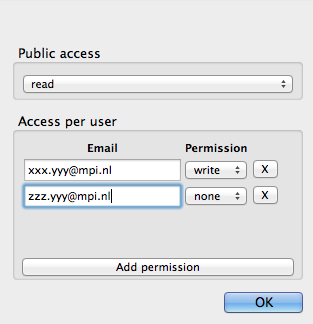 Public access
read
Access per user
Email Permission
xxx.yyy@mpi.nl write X
zzz.yyy@mpi.nl none X
Add permission
OK